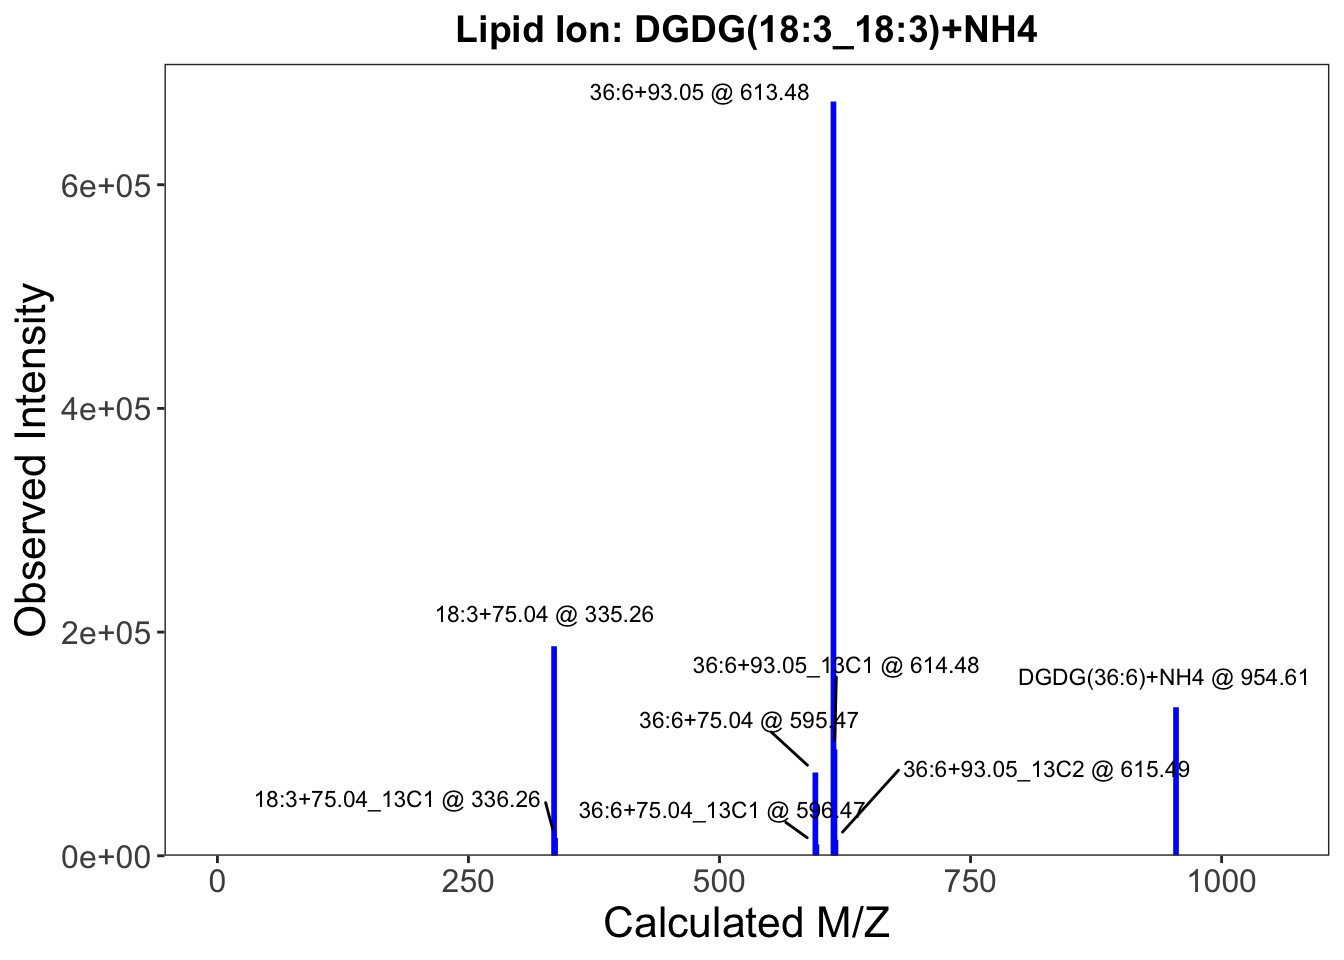 Lipid Ion: DGDG(18:3_18:3)+NH4
36:6+93.05 @ 613.48
6e+05
4e+05
Observed Intensity
2e+05
18:3+75.04 @ 335.26
36:6+93.05_13C1 @ 614.48
DGDG(36:6)+NH4 @ 954.61
36:6+75.04 @ 595.47
36:6+93.05_13C2 @ 615.49
18:3+75.04_13C1 @ 336.26
36:6+75.04_13C1 @ 596.47
0e+00
0 250 500 750 1000
Calculated M/Z